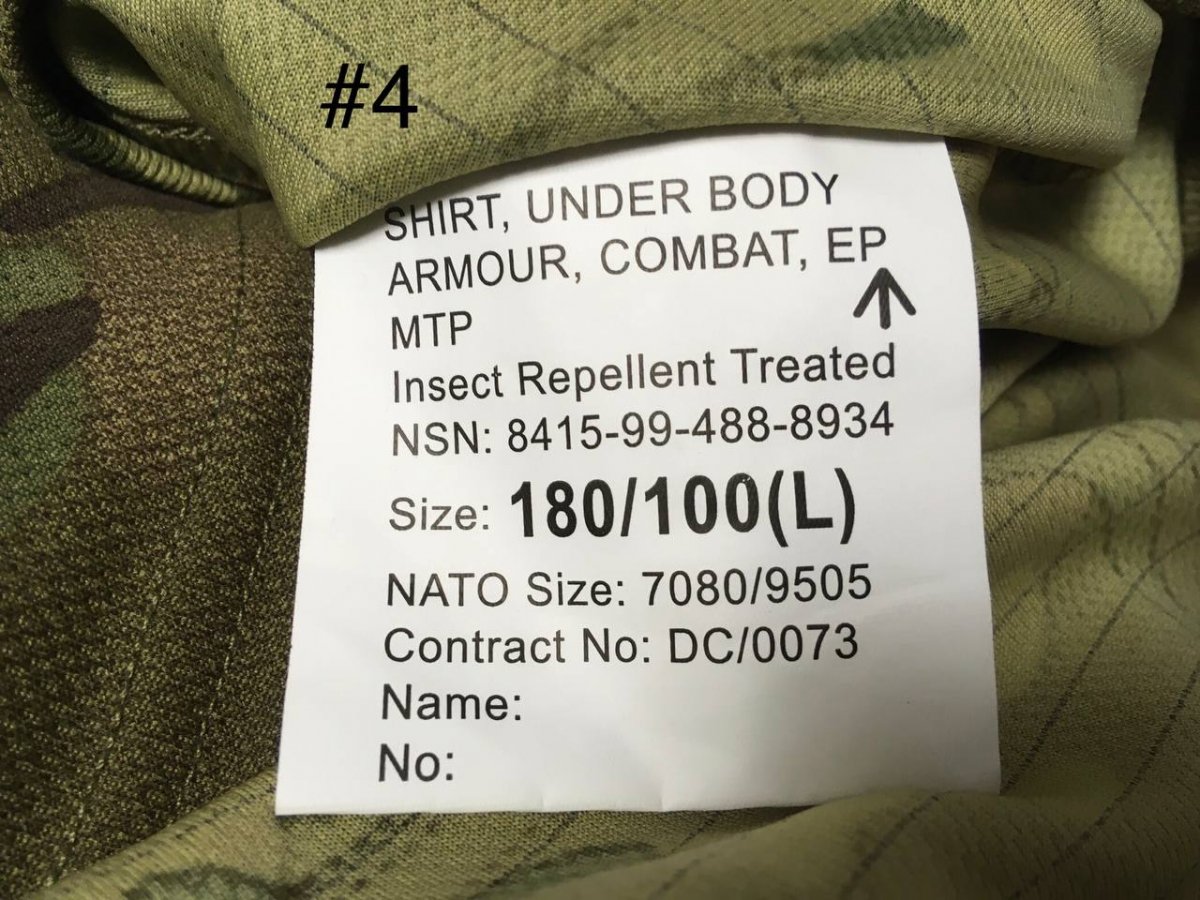 #4
SHIRT, UNDER BODY
ARMOUR, COMBAT, EP
MTP
Insect Repellent Treated
NSN: 8415-99-488-8934
Size: 180/100(L)
NATO Size: 7080/9505
Contract No: DC/0073
Name:
No: